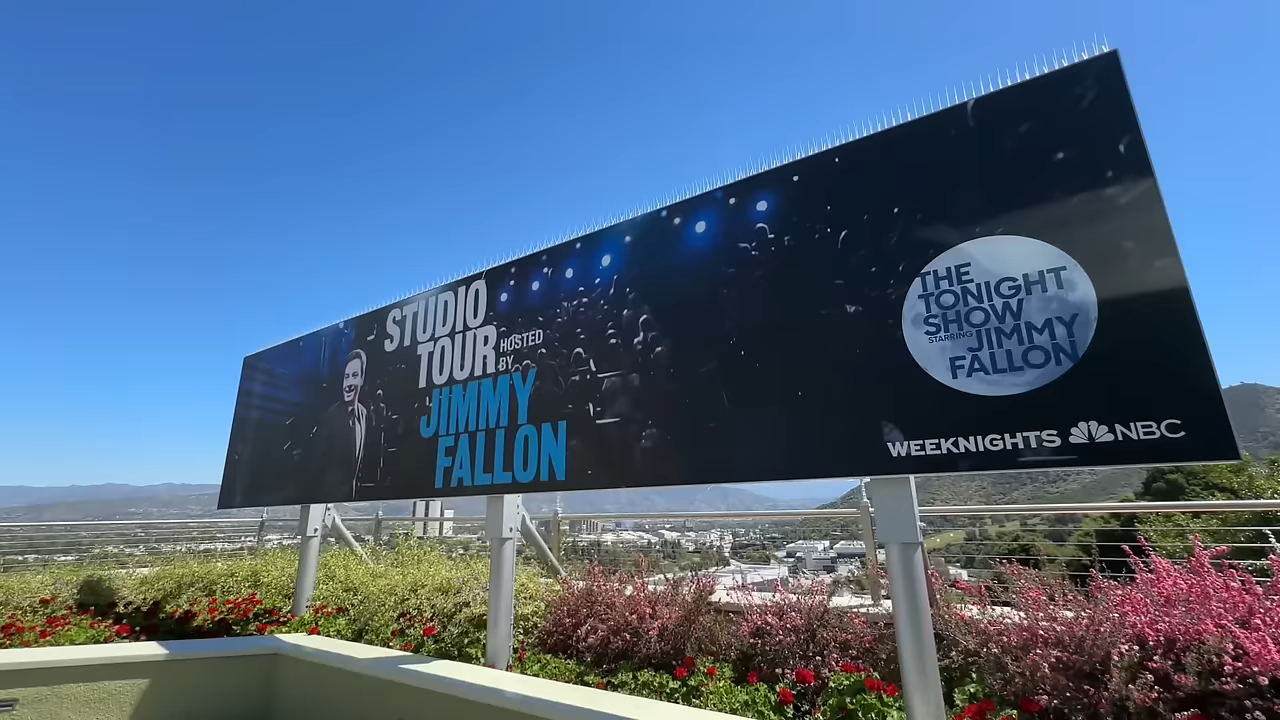 STUDIO
TOUR HOSTED BY
JIMMY
FALLON
THE
TONIGHT
SHOW
STARRING JIMMY
FALLON
WEEKNIGHTS NBC